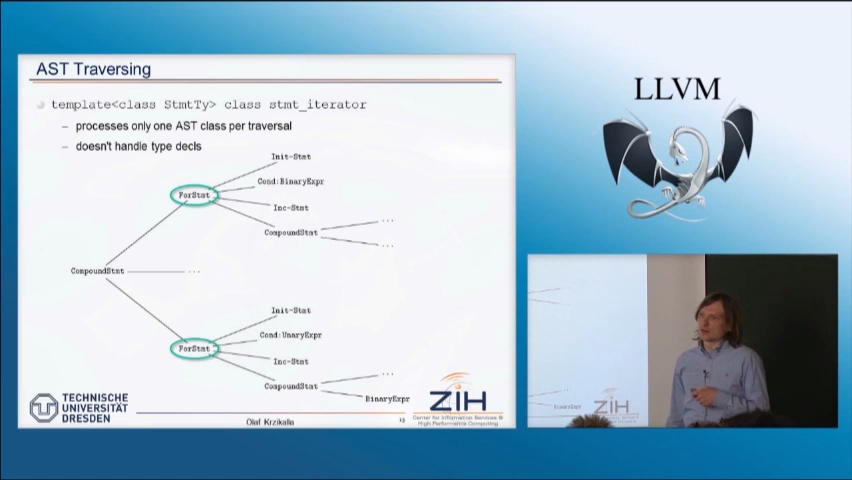 AST Traversing
template<class StmtTy> class stmt_iterator
– processes only one AST class per traversal
– doesn't handle type decls
Init-Stmt
Cond:BinaryExpr
ForStmt
Inc-Stmt
CompoundStmt
...
...
CompoundStmt
...
Init-Stmt
Cond:UnaryExpr
ForStmt
Inc-Stmt
CompoundStmt
...
BinaryExpr
TECHNISCHE
UNIVERSITÄT
DRESDEN
Olaf Krzikalla
13
ZIH
Center for Information Services &
High Performance Computing
LLVM
BinaryExpr
ZIH